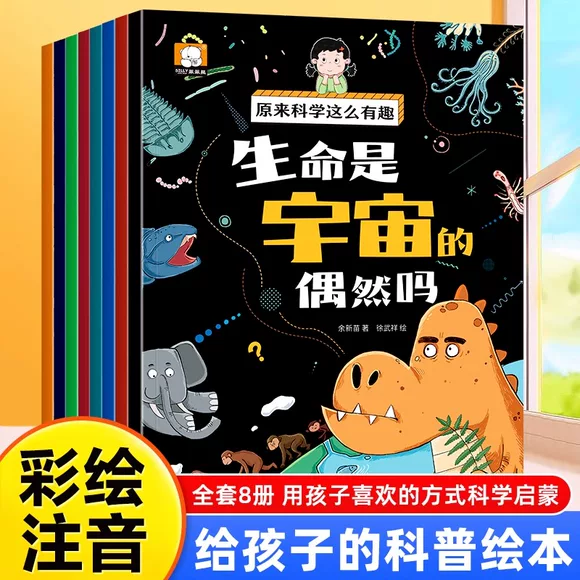 原来科学这么有趣
生命是
宇宙的
偶然吗
余新苗 著 徐武祥 绘
?
彩绘
注音
全套8册 用孩子喜欢的方式科学启蒙
给孩子的科普绘本